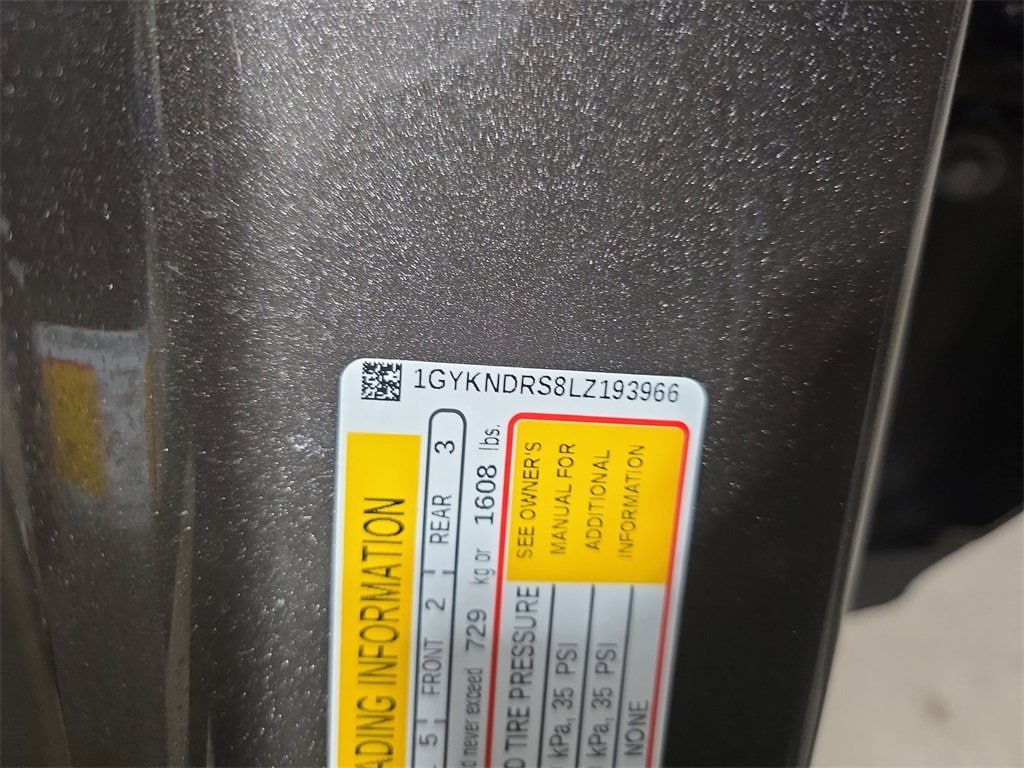 1GYKNDRS8LZ193966
ADING INFORMATION
5 FRONT 2 REAR 3
never exceed 729 kg or 1608 lbs.
TIRE PRESSURE
SEE OWNER'S
MANUAL FOR
ADDITIONAL
INFORMATION
kPa, 35 PSI
kPa, 35 PSI
NONE